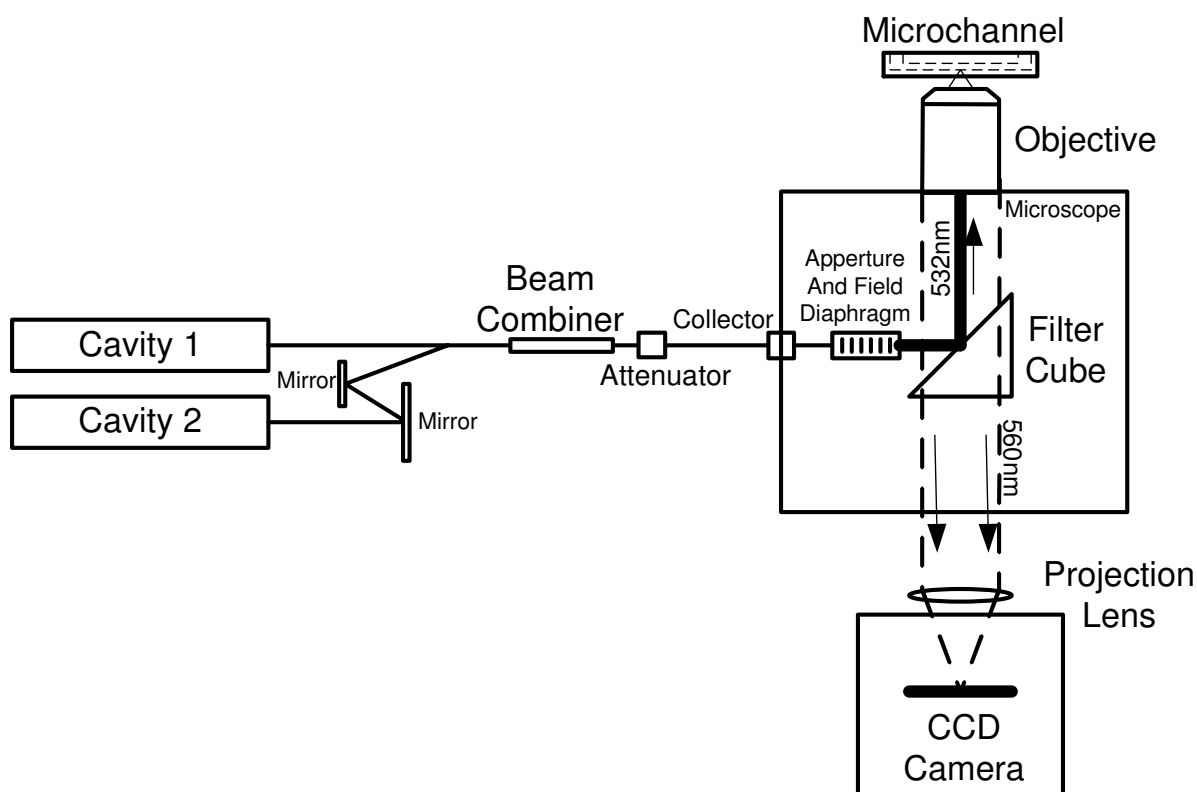 Microchannel
Objective
Microscope
532nm
Apperture
And Field
Diaphragm
Beam
Combiner
Collector
Attenuator
Cavity 1
Mirror
Cavity 2
Mirror
Filter
Cube
560nm
Projection
Lens
CCD
Camera